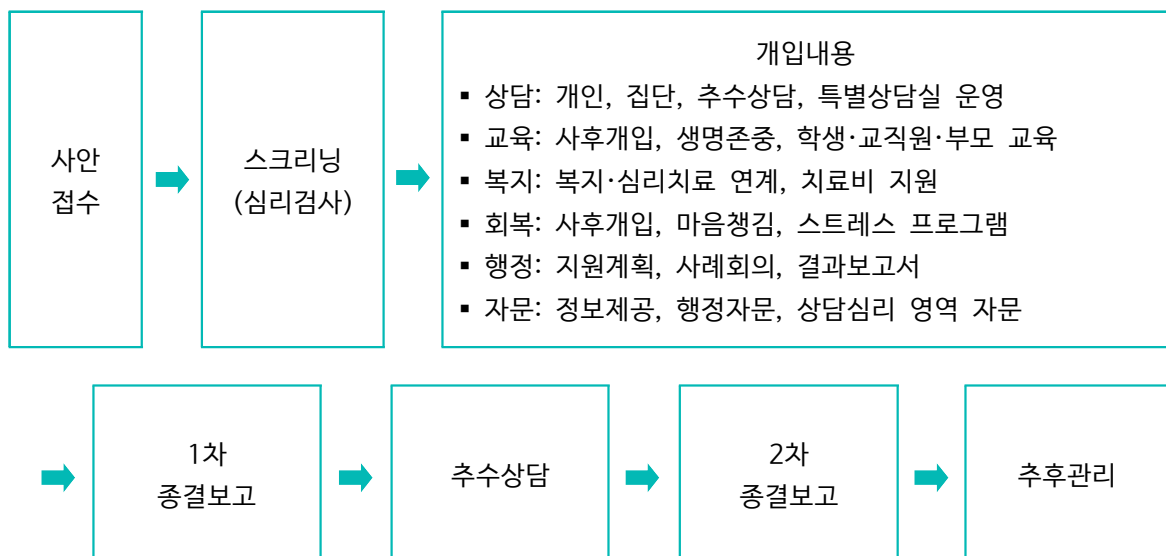 사안
접수
스크리닝
(심리검사)
개입내용
▪ 상담: 개인, 집단, 추수상담, 특별상담실 운영
▪ 교육: 사후개입, 생명존중, 학생·교직원·부모 교육
▪ 복지: 복지·심리치료 연계, 치료비 지원
▪ 회복: 사후개입, 마음챙김, 스트레스 프로그램
▪ 행정: 지원계획, 사례회의, 결과보고서
▪ 자문: 정보제공, 행정자문, 상담심리 영역 자문
1차
종결보고
추수상담
2차
종결보고
추후관리